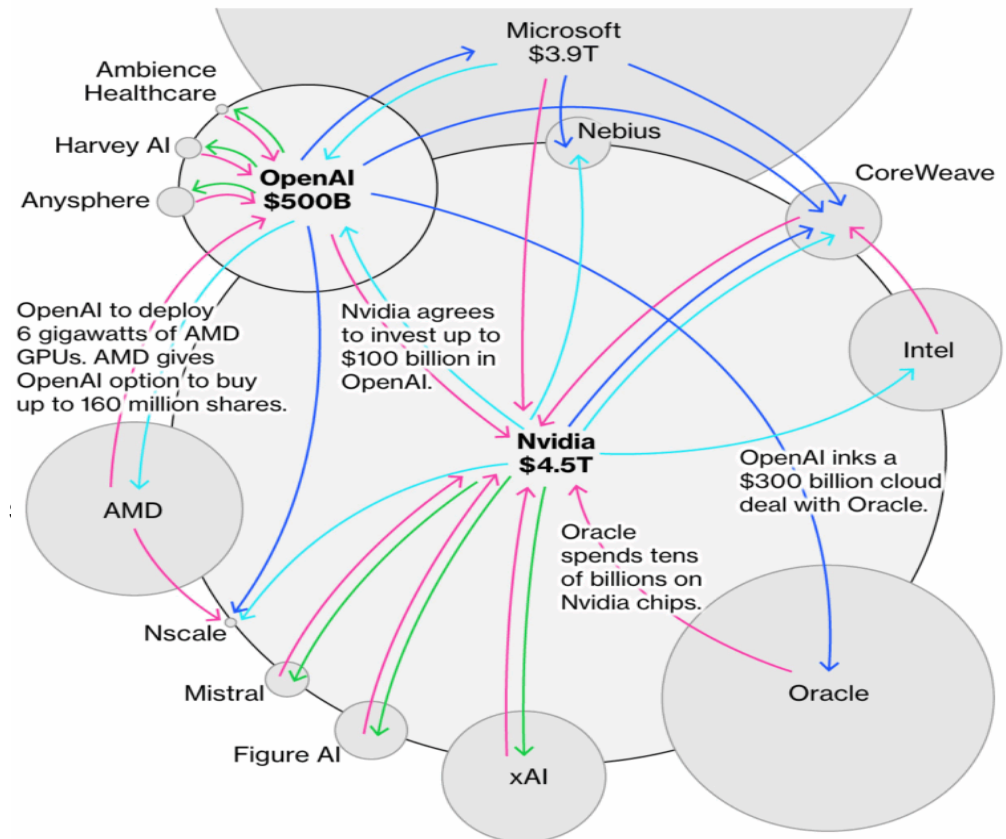 Microsoft
$3.9T
Ambience
Healthcare
Harvey AI
Anysphere
OpenAI
$500B
Nebius
CoreWeave
OpenAI to deploy
6 gigawatts of AMD
GPUs. AMD gives
OpenAI option to buy
up to 160 million shares.
Nvidia agrees
to invest up to
$100 billion in
OpenAI.
Intel
Nvidia
$4.5T
OpenAI inks a
$300 billion cloud
deal with Oracle.
AMD
Oracle
spends tens
of billions on
Nvidia chips.
Nscale
Mistral
Figure AI
xAI
Oracle